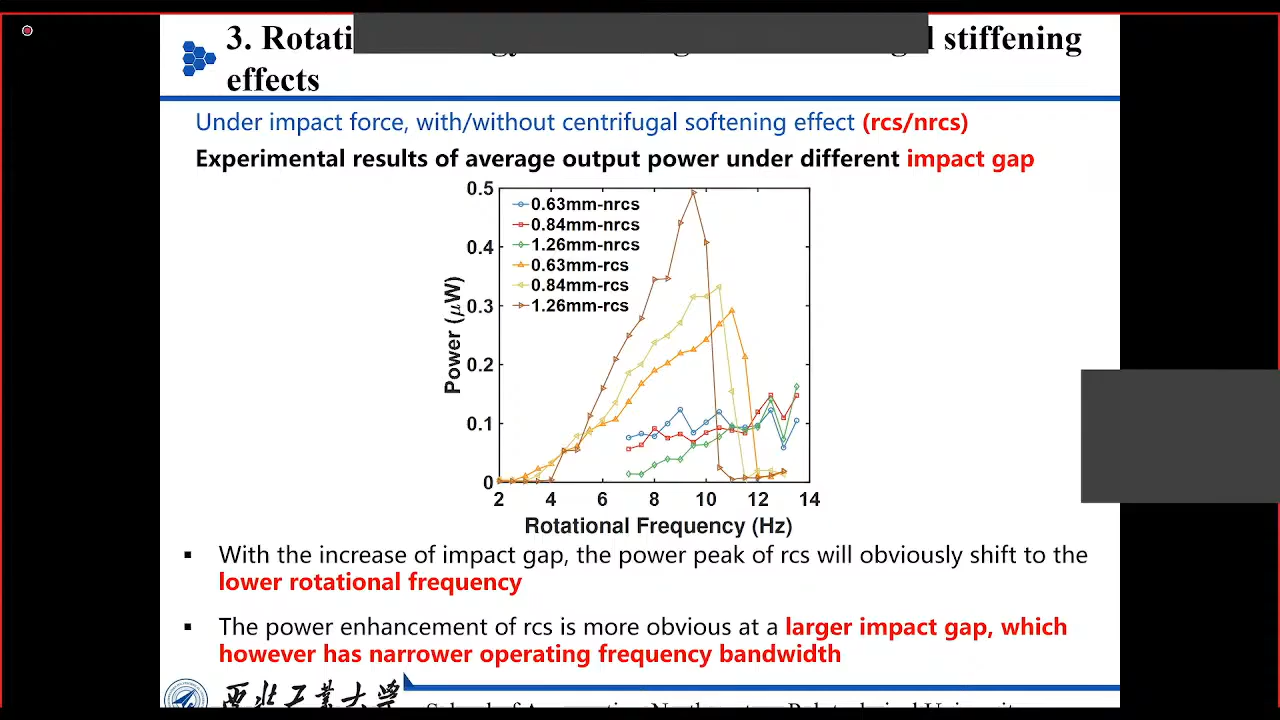 3. Rotati stiffening
effects
Under impact force, with/without centrifugal softening effect (rcs/nrcs)
Experimental results of average output power under different impact gap
0.5
0.4
0.3
0.2
0.1
0
Power (μW)
0.63mm-nrcs
0.84mm-nrcs
1.26mm-nrcs
0.63mm-rcs
0.84mm-rcs
1.26mm-rcs
2 4 6 8 10 12 14
Rotational Frequency (Hz)
▪ With the increase of impact gap, the power peak of rcs will obviously shift to the
lower rotational frequency
▪ The power enhancement of rcs is more obvious at a larger impact gap, which
however has narrower operating frequency bandwidth
西北工业大学